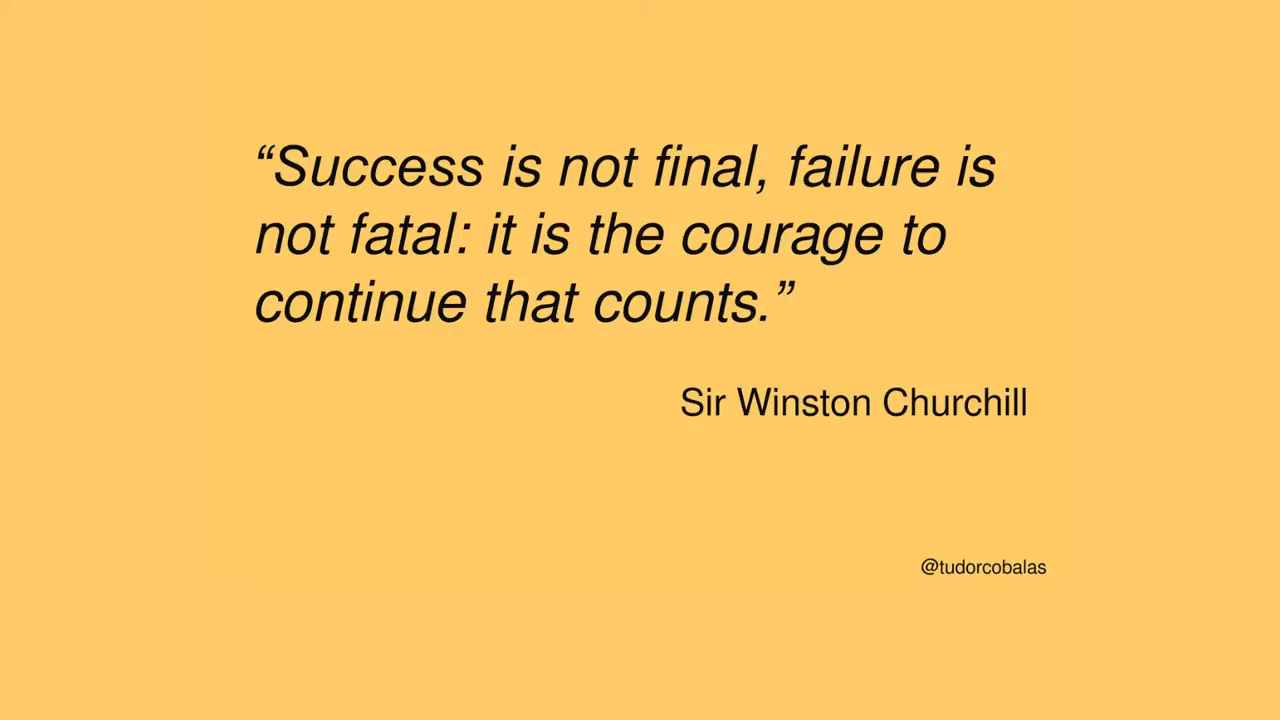 “Success is not final, failure is
not fatal: it is the courage to
continue that counts.”
Sir Winston Churchill
@tudorcobalas